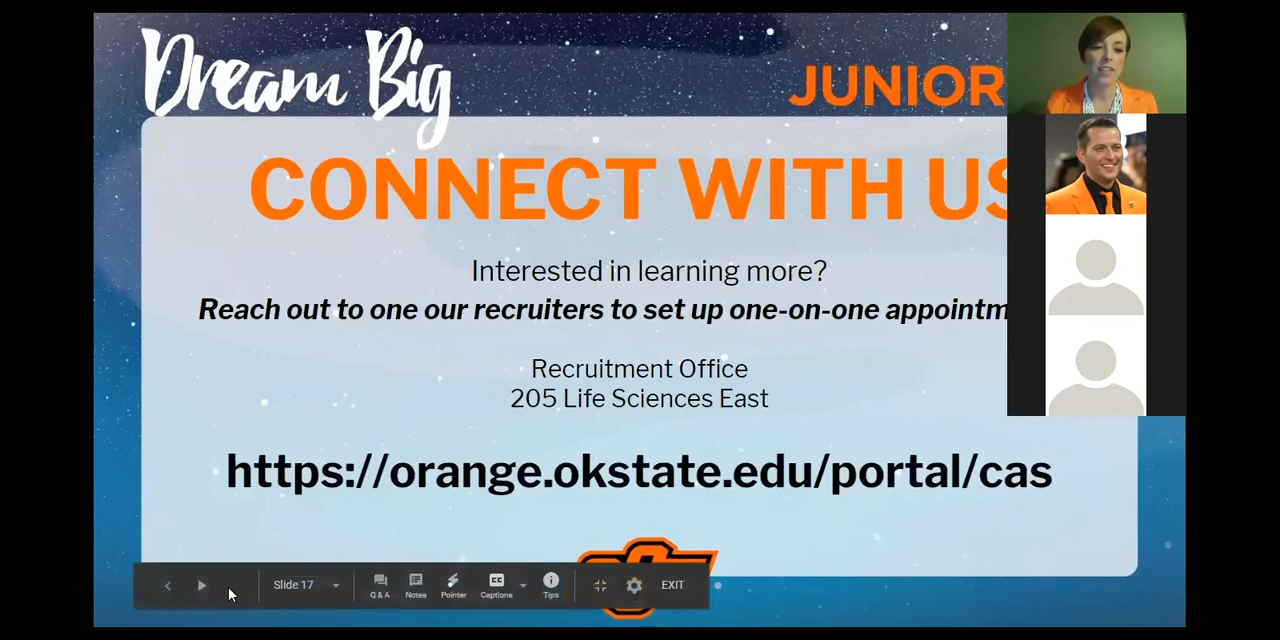 Dream Big
JUNIOR
CONNECT WITH US
Interested in learning more?
Reach out to one our recruiters to set up one-on-one appointm
Recruitment Office
205 Life Sciences East
https://orange.okstate.edu/portal/cas
Slide 17
Q & A
Notes
Pointer
CC
Captions
Tips
EXIT